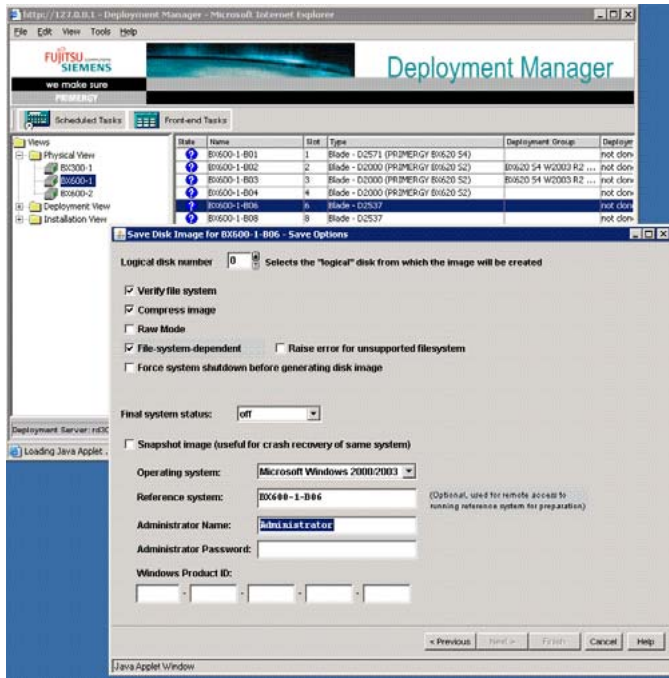 http://127.0.0.1 - Deployment Manager - Microsoft Internet Explorer
File Edit View Tools Help
FUJITSU COMPUTERS
SIEMENS
we make sure
PRIMERGY
Deployment Manager
Scheduled Tasks Front-end Tasks
Views
Physical View
BX300-1
BX600-1
BX600-2
Deployment View
Installation View
State Name Slot Type Deployment Group Deployer
BX600-1-B01 1 Blade - D2571 (PRIMERGY BX620 S4) not clon
BX600-1-B02 2 Blade - D2000 (PRIMERGY BX620 S2) BX620 S4 W2003 R2 ... not clon
BX600-1-B03 3 Blade - D2000 (PRIMERGY BX620 S2) BX620 S4 W2003 R2 ... not clon
BX600-1-B04 4 Blade - D2000 (PRIMERGY BX620 S2) not clon
BX600-1-B06 6 Blade - D2537 not clon
BX600-1-B08 8 Blade - D2537 not clon
Deployment Server: rd3C
Loading Java Applet .
Save Disk Image for BX600-1-B06 - Save Options
Logical disk number 0 Selects the "logical" disk from which the image will be created
Verify file system
Compress image
Raw Mode
File-system-dependent Raise error for unsupported filesystem
Force system shutdown before generating disk image
Final system status: off
Snapshot image (useful for crash recovery of same system)
Operating system: Microsoft Windows 2000/2003
Reference system: BX600-1-B06 (Optional, used for remote access to
running reference system for preparation)
Administrator Name: Administrator
Administrator Password:
Windows Product ID:
- - - -
< Previous Next > Finish Cancel Help
Java Applet Window